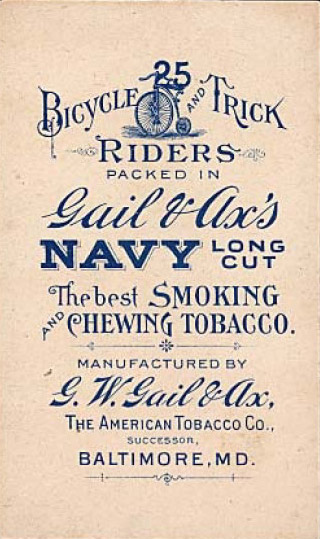 25
BICYCLE AND TRICK
RIDERS
PACKED IN
Gail & Ax's
NAVY LONG CUT
The best SMOKING
AND CHEWING TOBACCO.
MANUFACTURED BY
G. W. Gail & Ax,
THE AMERICAN TOBACCO CO.,
SUCCESSOR,
BALTIMORE, MD.